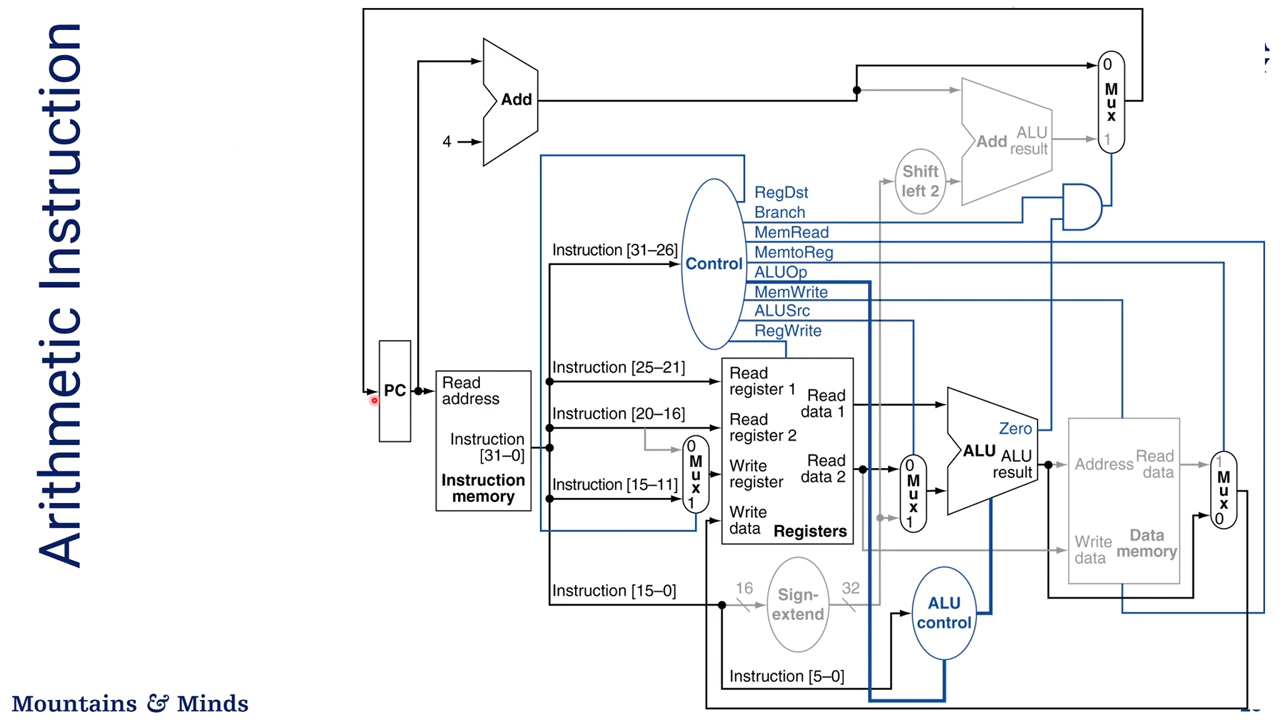 Arithmetic Instruction
Add
4
0
Mux
1
Add
ALU
result
Shift
left 2
RegDst
Branch
MemRead
MemtoReg
ALUOp
MemWrite
ALUSrc
RegWrite
Control
Instruction [31–26]
Instruction [25–21]
Instruction [20–16]
Instruction [15–11]
Instruction [15–0]
Instruction [5–0]
PC
Read
address
Instruction
[31–0]
Instruction
memory
0
Mux
1
Read
register 1
Read
register 2
Write
register
Write
data
Read
data 1
Read
data 2
Registers
0
Mux
1
Zero
ALU
ALU
result
Address
Read
data
Write
data
Data
memory
1
Mux
0
16
Sign-
extend
32
ALU
control
Mountains & Minds